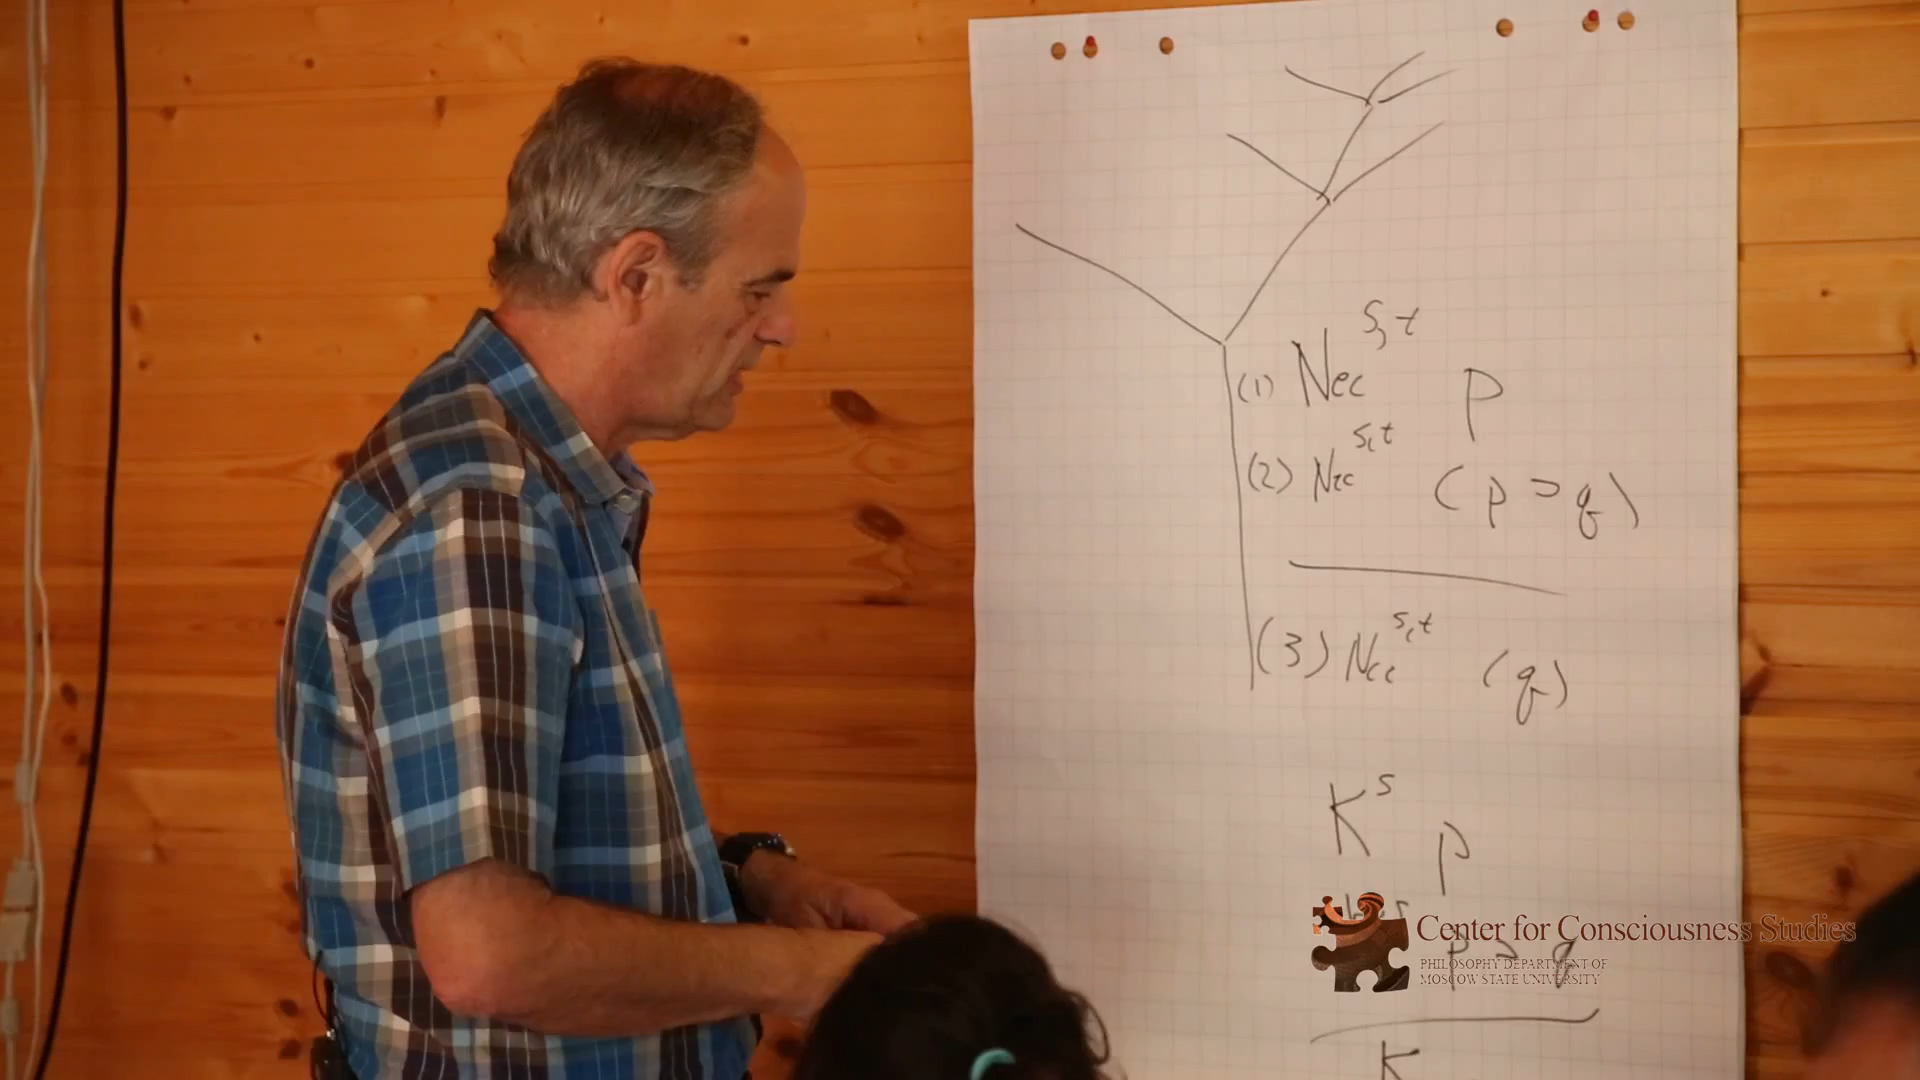 (1) Nec s,t p
(2) Nec s,t (p ⊃ q)
(3) Nec s,t (q)
K s p
p ⊃ q
K
Center for Consciousness Studies
PHILOSOPHY DEPARTMENT OF
MOSCOW STATE UNIVERSITY